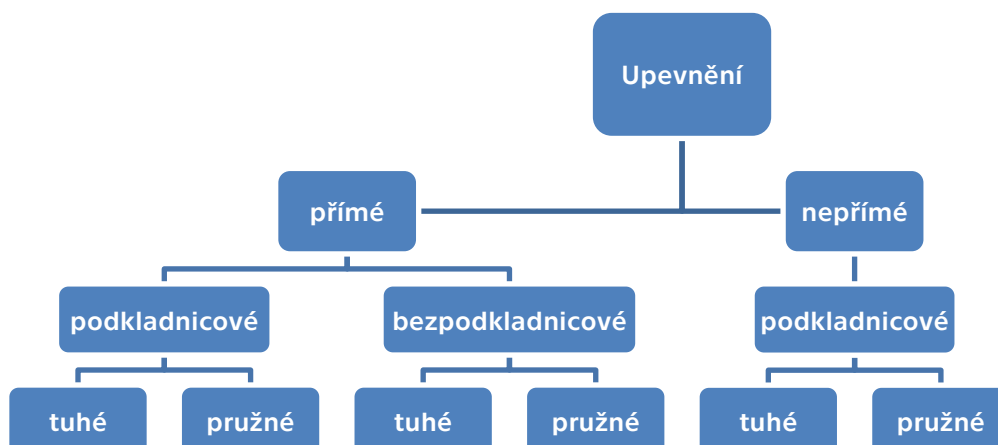 Upevnění
přímé
nepřímé
podkladnicové
bezpodkladnicové
podkladnicové
tuhé
pružné
tuhé
pružné
tuhé
pružné